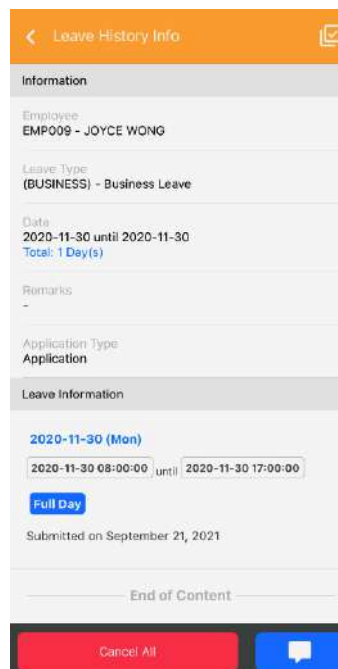 Leave History Info
Information
Employee
EMP009 - JOYCE WONG
Leave Type
(BUSINESS) - Business Leave
Date
2020-11-30 until 2020-11-30
Total: 1 Day(s)
Remarks
-
Application Type
Application
Leave Information
2020-11-30 (Mon)
2020-11-30 08:00:00 until 2020-11-30 17:00:00
Full Day
Submitted on September 21, 2021
End of Content
Cancel All